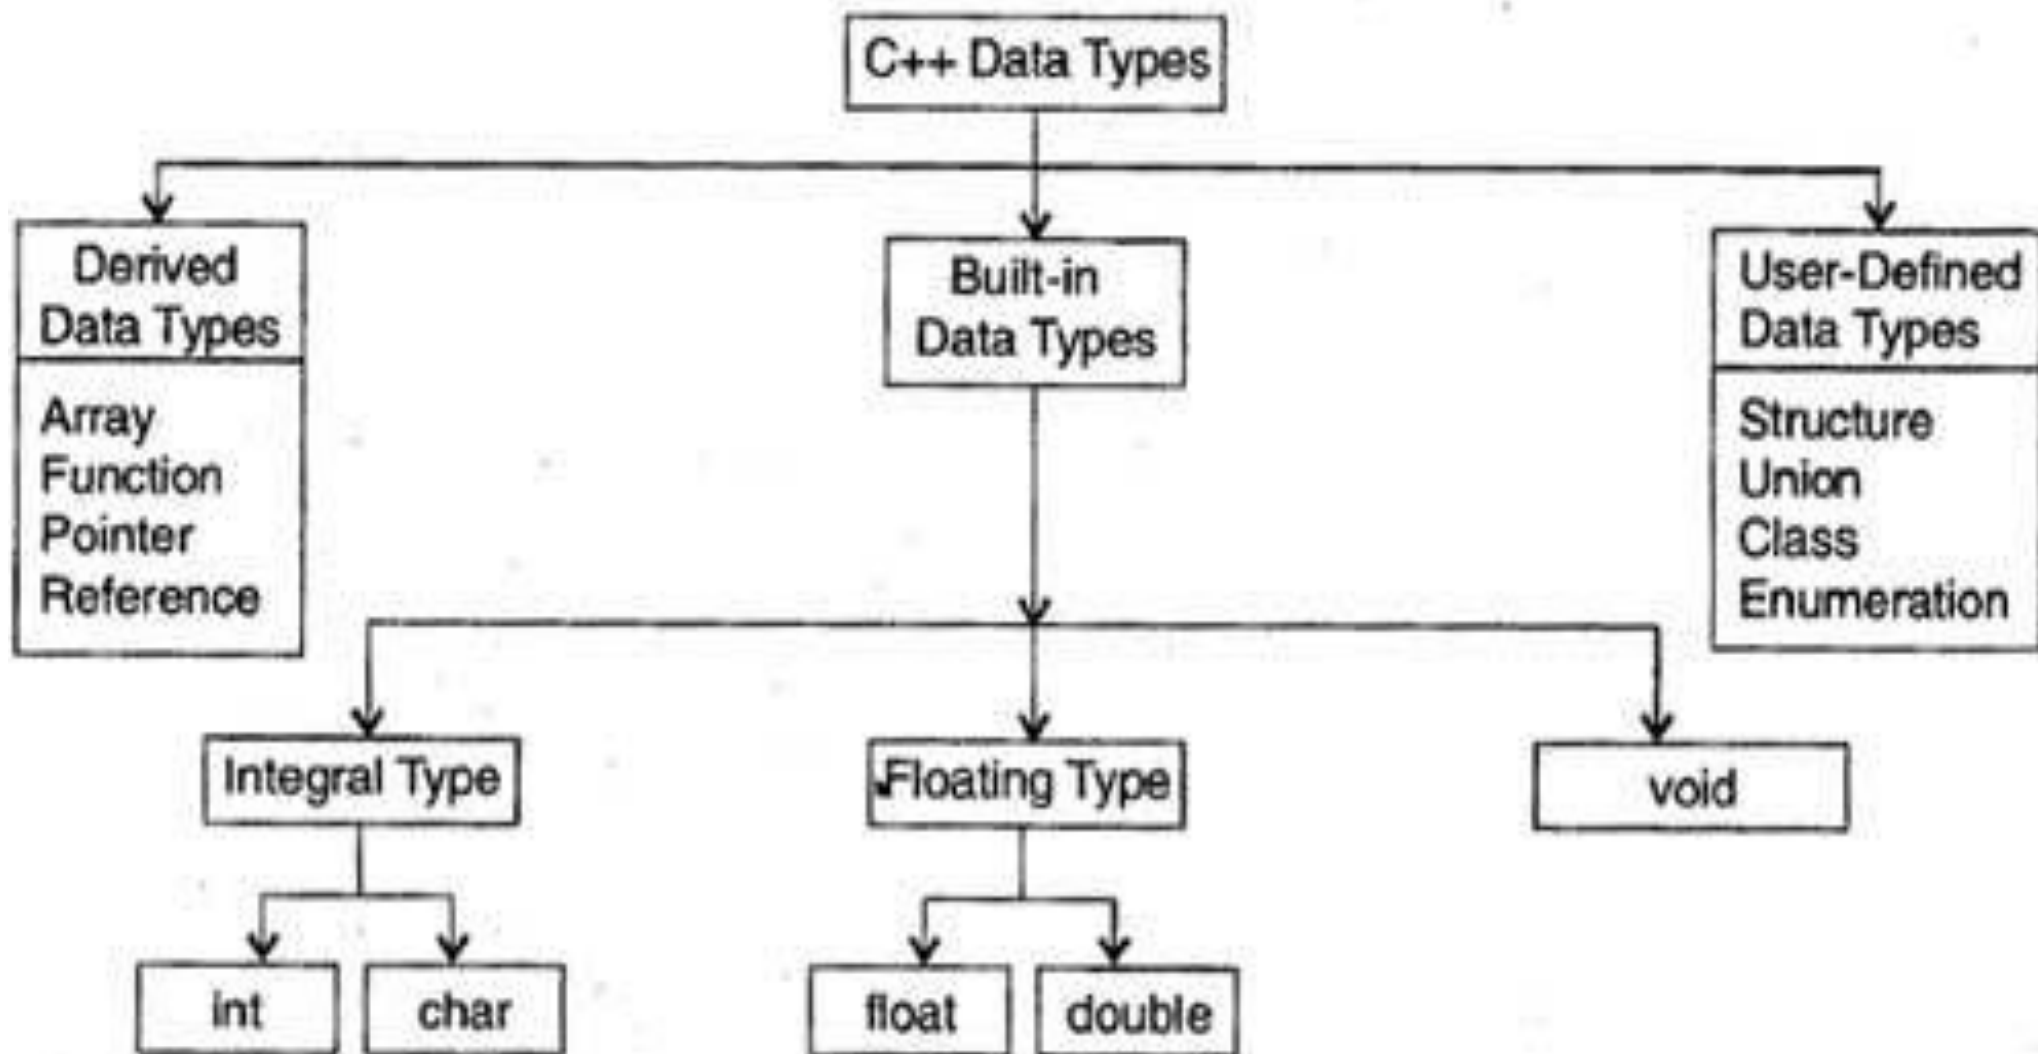 C++ Data Types
Derived
Data Types
Array
Function
Pointer
Reference
Built-in
Data Types
User-Defined
Data Types
Structure
Union
Class
Enumeration
Integral Type
Floating Type
void
int
char
float
double